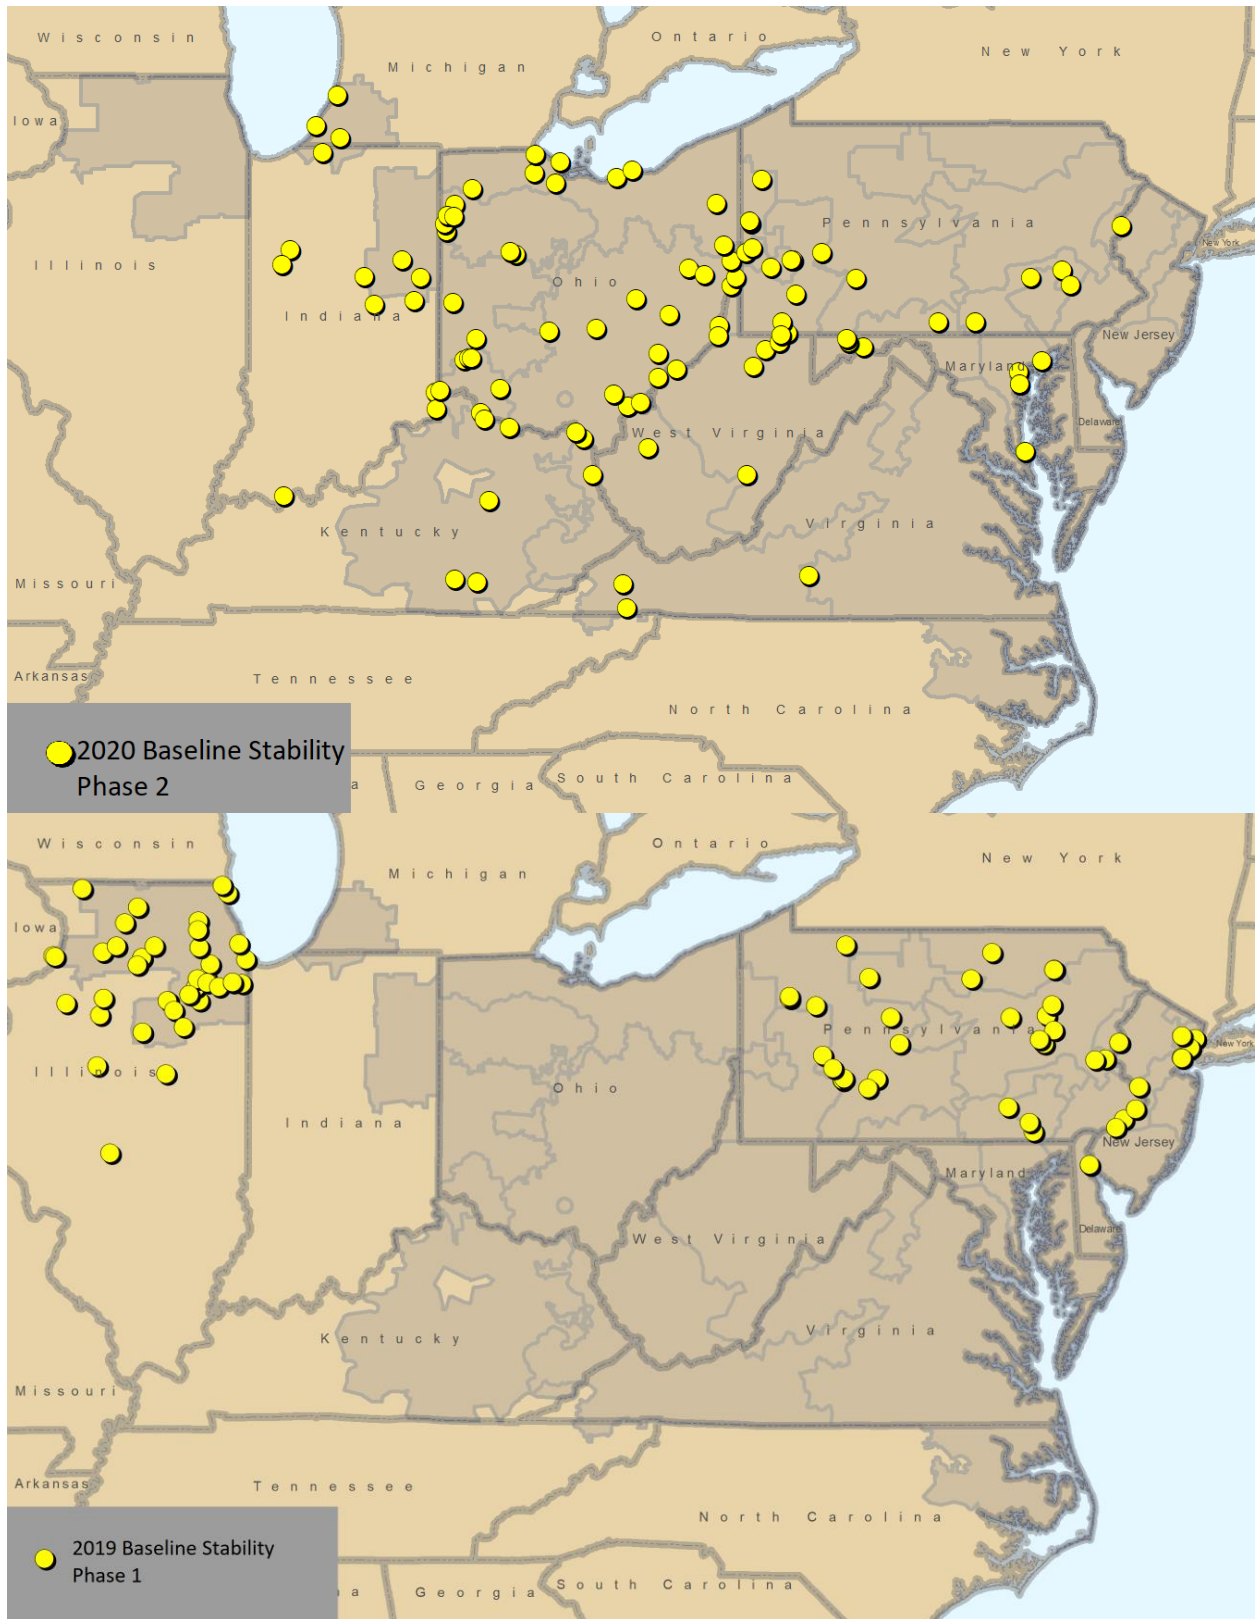 Wisconsin
Ontario
New York
Michigan
Iowa
Pennsylvania
New York
Illinois
Ohio
Indiana
New Jersey
Maryland
Delaware
West Virginia
Virginia
Kentucky
Missouri
Arkansas
Tennessee
North Carolina
2020 Baseline Stability
Phase 2
a
Georgia
South Carolina
Wisconsin
Ontario
New York
Michigan
Iowa
Pennsylvania
New York
Illinois
Ohio
Indiana
New Jersey
Maryland
Delaware
West Virginia
Virginia
Kentucky
Missouri
Arkansas
Tennessee
North Carolina
2019 Baseline Stability
Phase 1
na
Georgia
South Carolina